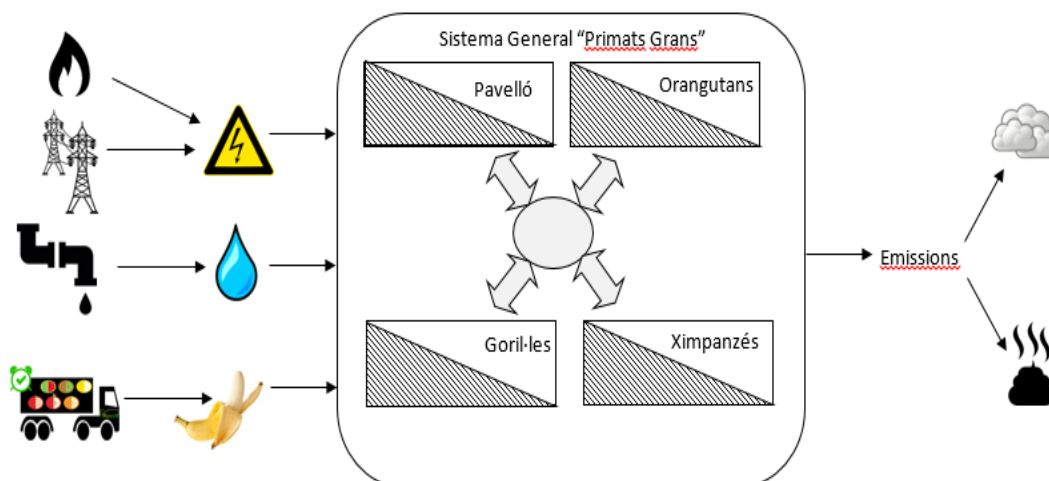 Sistema General “Primats Grans”
Pavelló
Orangutans
Emissions
Goril·les
Ximpanzés